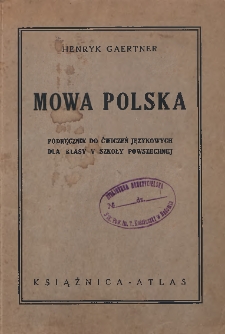 HENRYK GAERTNER
MOWA POLSKA
PODRĘCZNIK DO ĆWICZEŃ JĘZYKOWYCH
DLA KLASY V SZKOŁY POWSZECHNEJ
KSIĄŻNICA-ATLAS